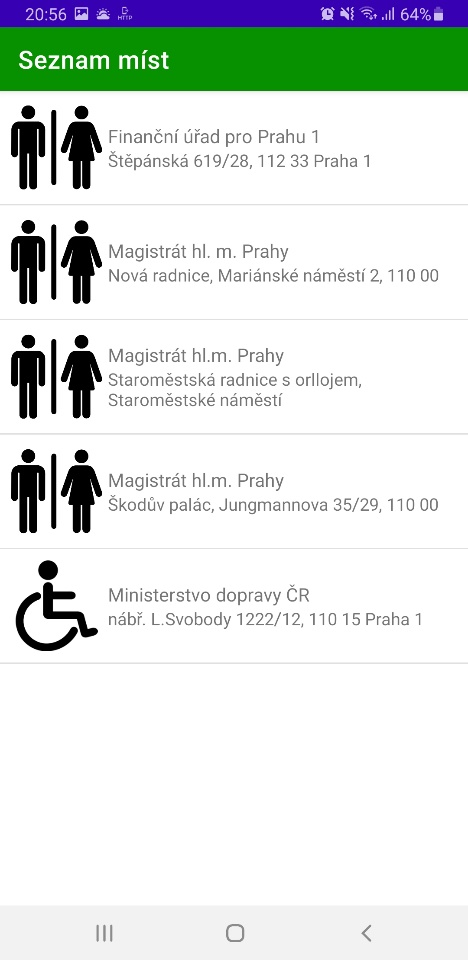 20:56 HTTP 64%
Seznam míst
Finanční úřad pro Prahu 1
Štěpánská 619/28, 112 33 Praha 1
Magistrát hl. m. Prahy
Nová radnice, Mariánské náměstí 2, 110 00
Magistrát hl.m. Prahy
Staroměstská radnice s orllojem,
Staroměstské náměstí
Magistrát hl.m. Prahy
Škodův palác, Jungmannova 35/29, 110 00
Ministerstvo dopravy ČR
nábř. L.Svobody 1222/12, 110 15 Praha 1